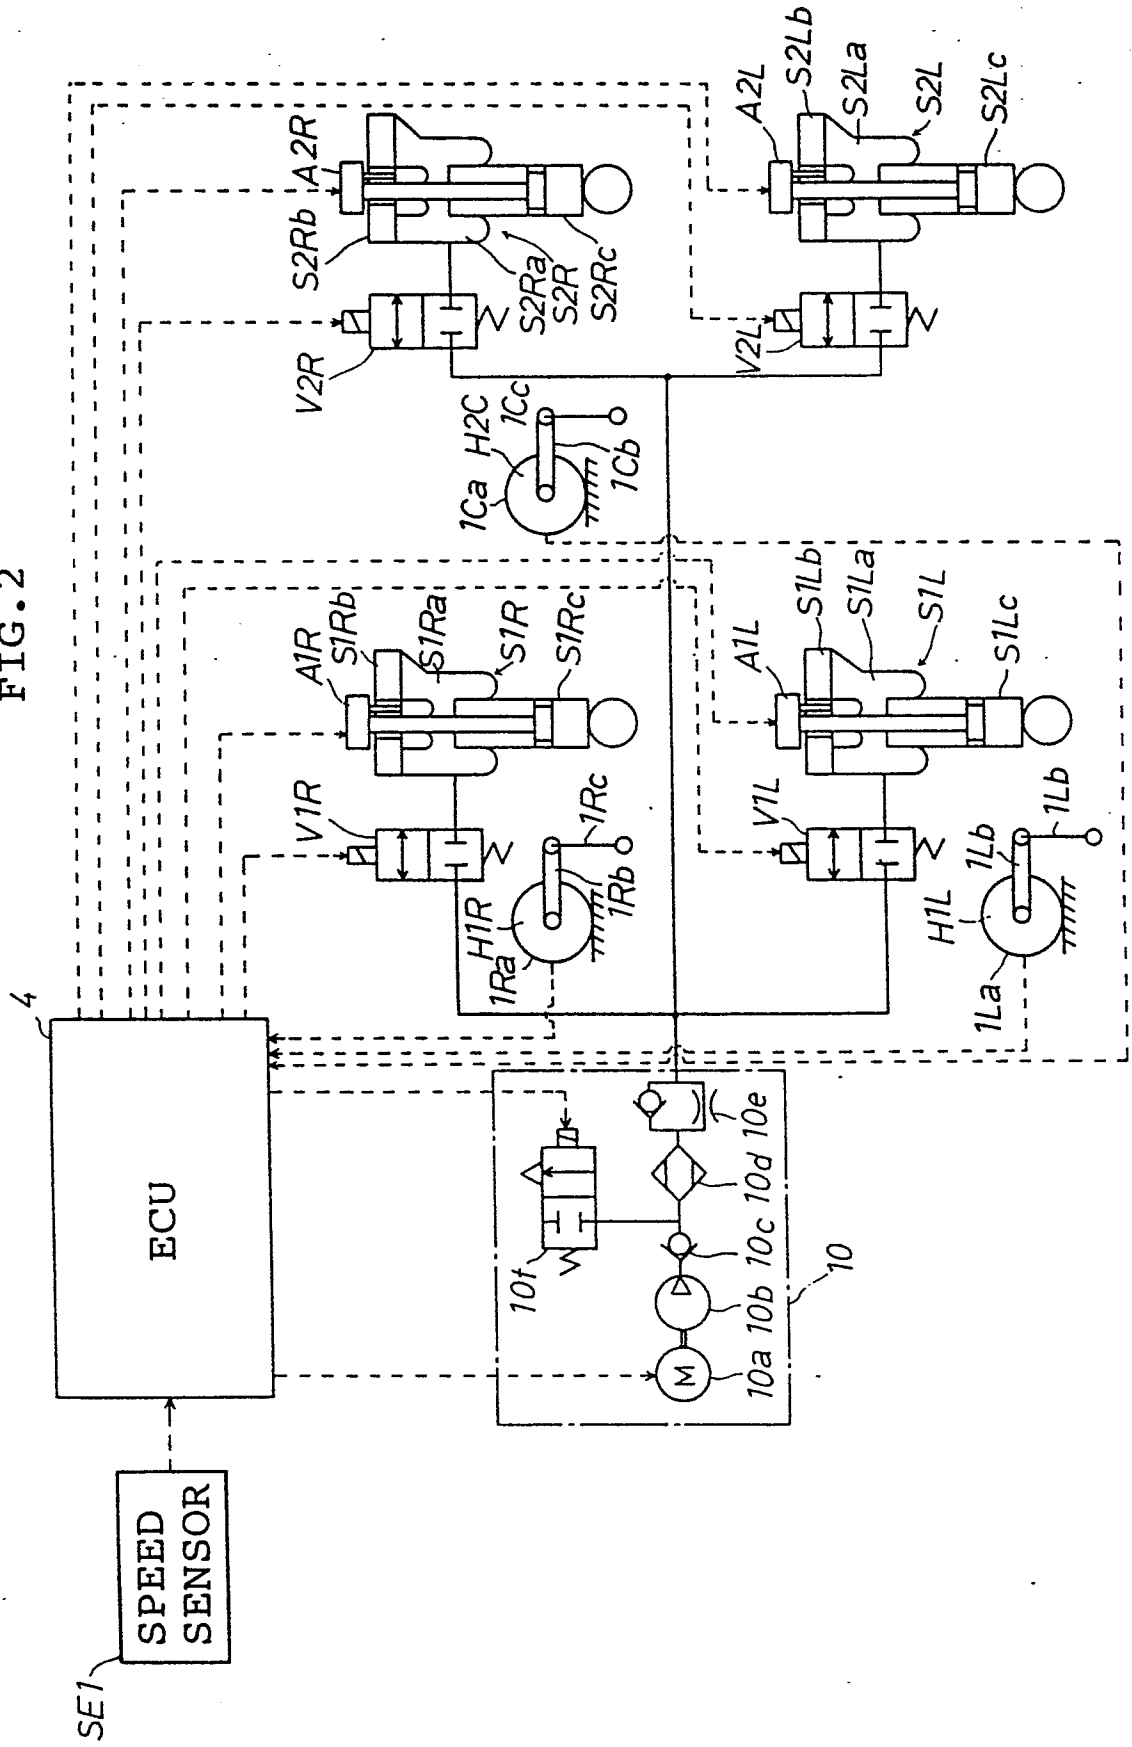 FIG.2
SE1
SPEED
SENSOR
4
ECU
10f
10a
10b
10c
10d
10e
10
M
V1R
A1R
S1Rb
S1Ra
S1R
S1Rc
H1R
1Ra
1Rb
1Rc
V2R
S2Rb
A2R
S2Ra
S2R
S2Rc
1Ca
H2C
1Cc
1Cb
V1L
A1L
S1Lb
S1La
S1L
S1Lc
H1L
1La
1Lb
1Lb
V2L
A2L
S2Lb
S2La
S2L
S2Lc